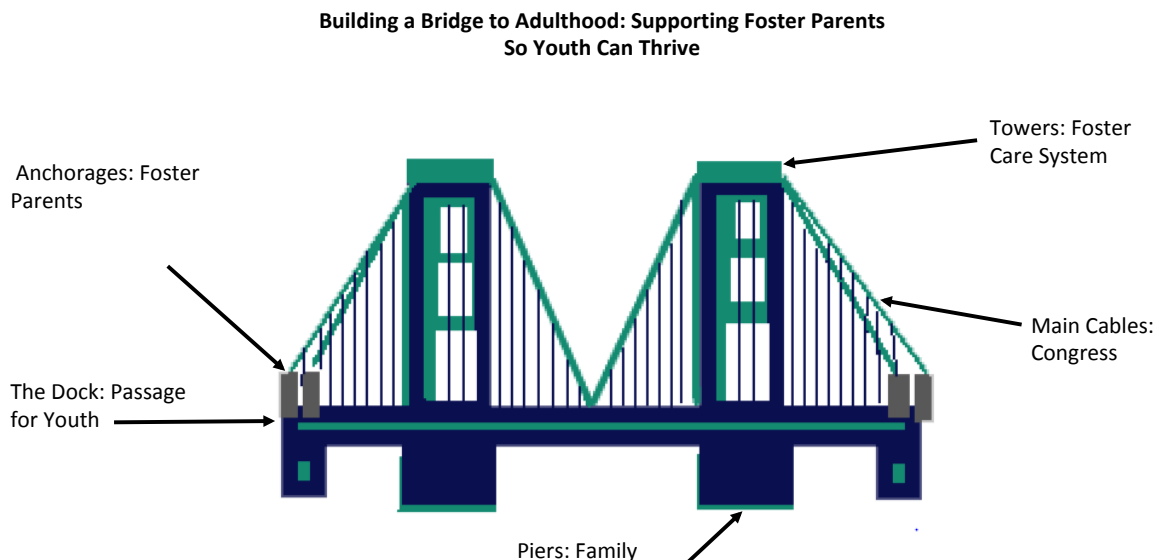 Building a Bridge to Adulthood: Supporting Foster Parents
So Youth Can Thrive
Towers: Foster
Care System
Anchorages: Foster
Parents
Main Cables:
Congress
The Dock: Passage
for Youth
Piers: Family